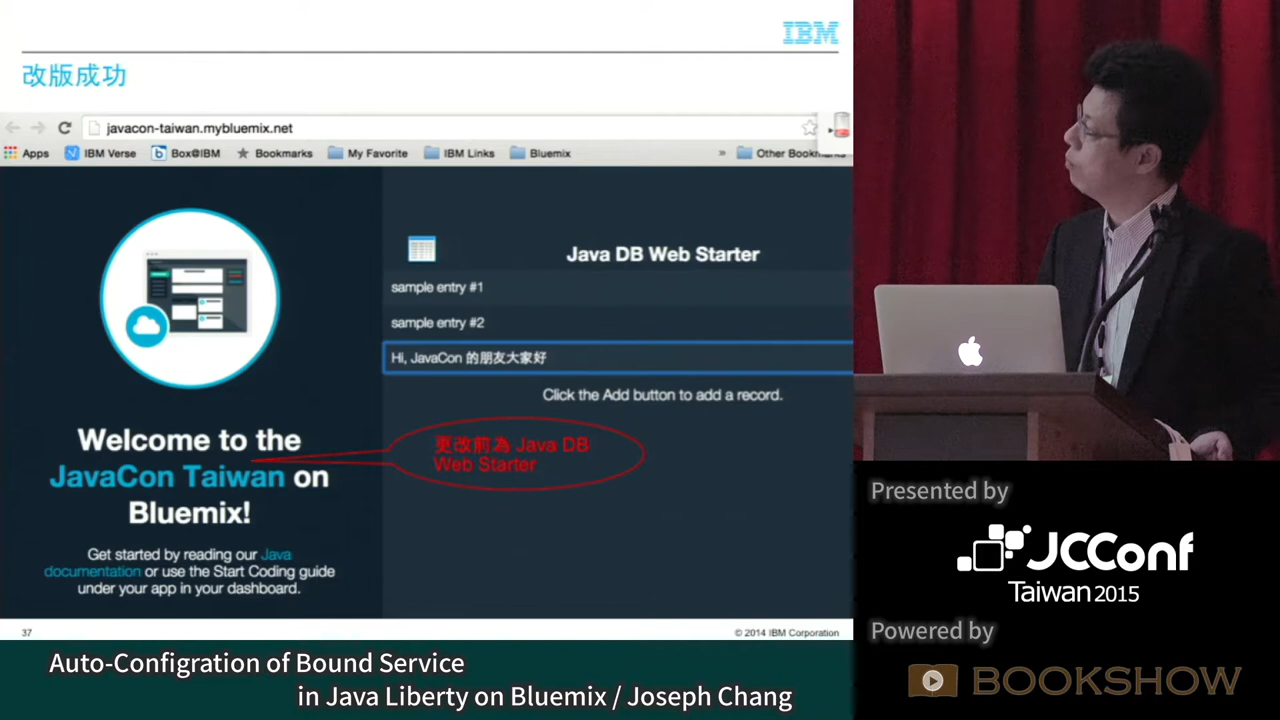 IBM
改版成功
javacon-taiwan.mybluemix.net
Apps IBM Verse Box@IBM Bookmarks My Favorite IBM Links Bluemix » Other Bookmarks
Java DB Web Starter
sample entry #1
sample entry #2
Hi, JavaCon 的朋友大家好
Click the Add button to add a record.
更改前為 Java DB
Web Starter
Welcome to the
JavaCon Taiwan on
Bluemix!
Get started by reading our Java
documentation or use the Start Coding guide
under your app in your dashboard.
37
© 2014 IBM Corporation
Auto-Configration of Bound Service
in Java Liberty on Bluemix / Joseph Chang
Presented by
JCConf
Taiwan 2015
Powered by
BOOKSHOW